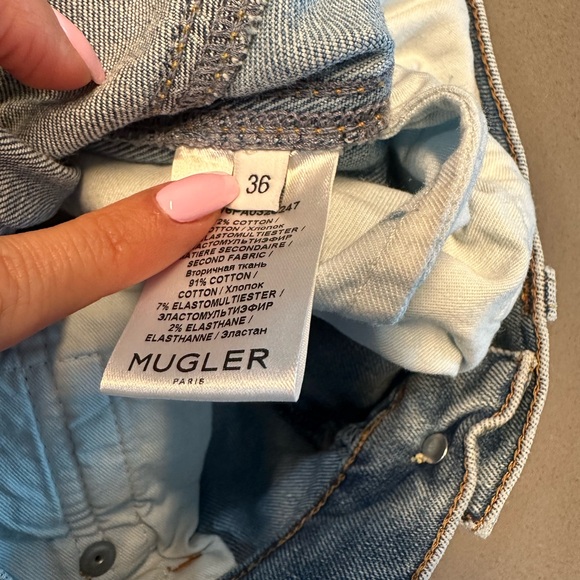 36
2% COTTON /
COTTON / Хлопок
ELASTOMULTIESTER /
ЭЛАСТОМУЛЬТИЭФИР
MATIERE SECONDAIRE /
SECOND FABRIC /
Вторичная ткань
91% COTTON /
COTTON / Хлопок
7% ELASTOMULTIESTER /
ЭЛАСТОМУЛЬТИЭФИР
2% ELASTHANE /
ELASTHANNE / Эластан
MUGLER
PARIS